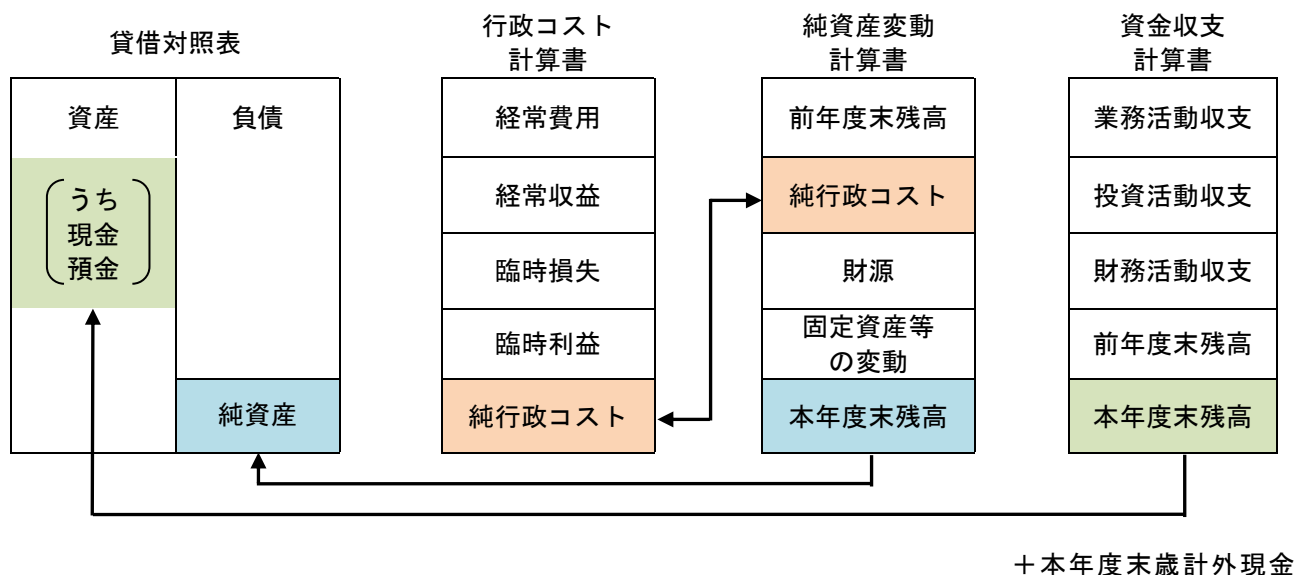 貸借対照表
資産
負債
うち
現金
預金
純資産
行政コスト
計算書
経常費用
経常収益
臨時損失
臨時利益
純行政コスト
純資産変動
計算書
前年度末残高
純行政コスト
財源
固定資産等
の変動
本年度末残高
資金収支
計算書
業務活動収支
投資活動収支
財務活動収支
前年度末残高
本年度末残高
＋本年度末歳計外現金